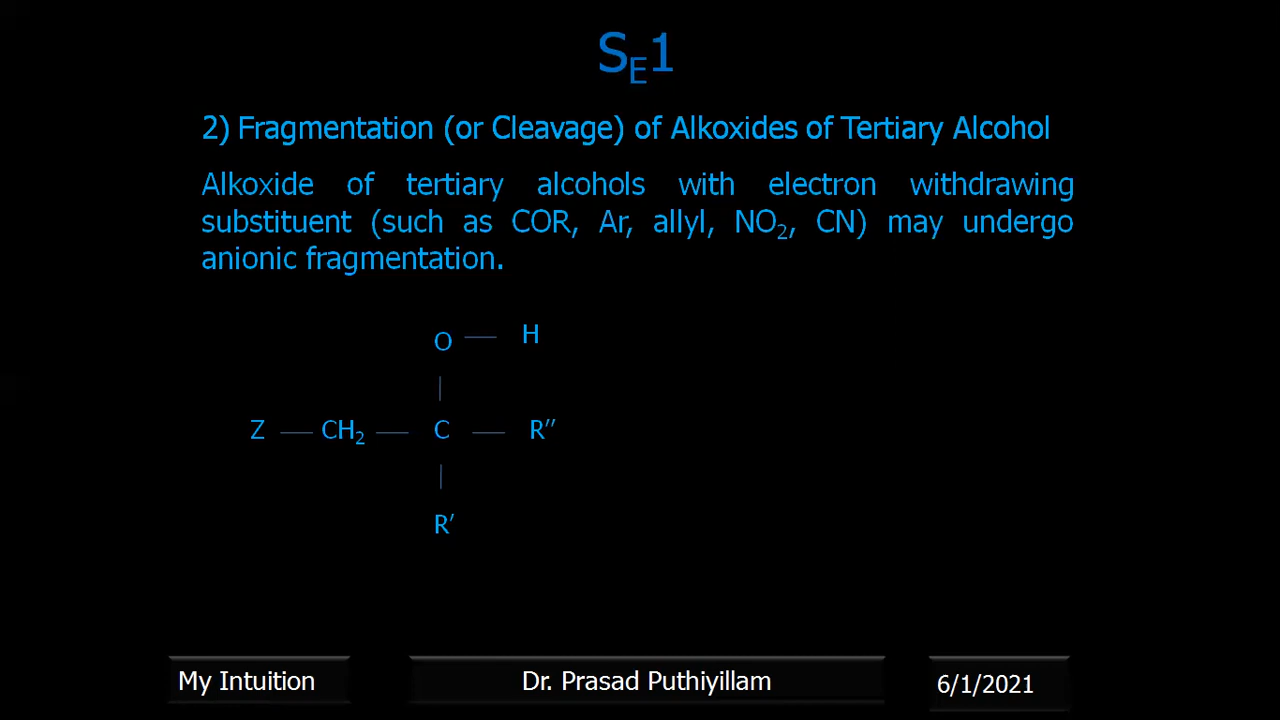 S_E1
2) Fragmentation (or Cleavage) of Alkoxides of Tertiary Alcohol
Alkoxide of tertiary alcohols with electron withdrawing
substituent (such as COR, Ar, allyl, NO₂, CN) may undergo
anionic fragmentation.
O — H
|
Z — CH₂ — C — R′′
|
R′
My Intuition
Dr. Prasad Puthiyillam
6/1/2021